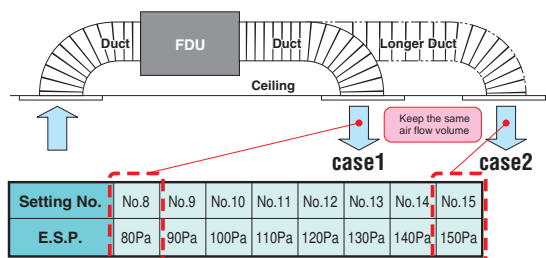 Duct FDU Duct Longer Duct
Ceiling
Keep the same
air flow volume
case1 case2
Setting No. No.8 No.9 No.10 No.11 No.12 No.13 No.14 No.15
E.S.P. 80Pa 90Pa 100Pa 110Pa 120Pa 130Pa 140Pa 150Pa